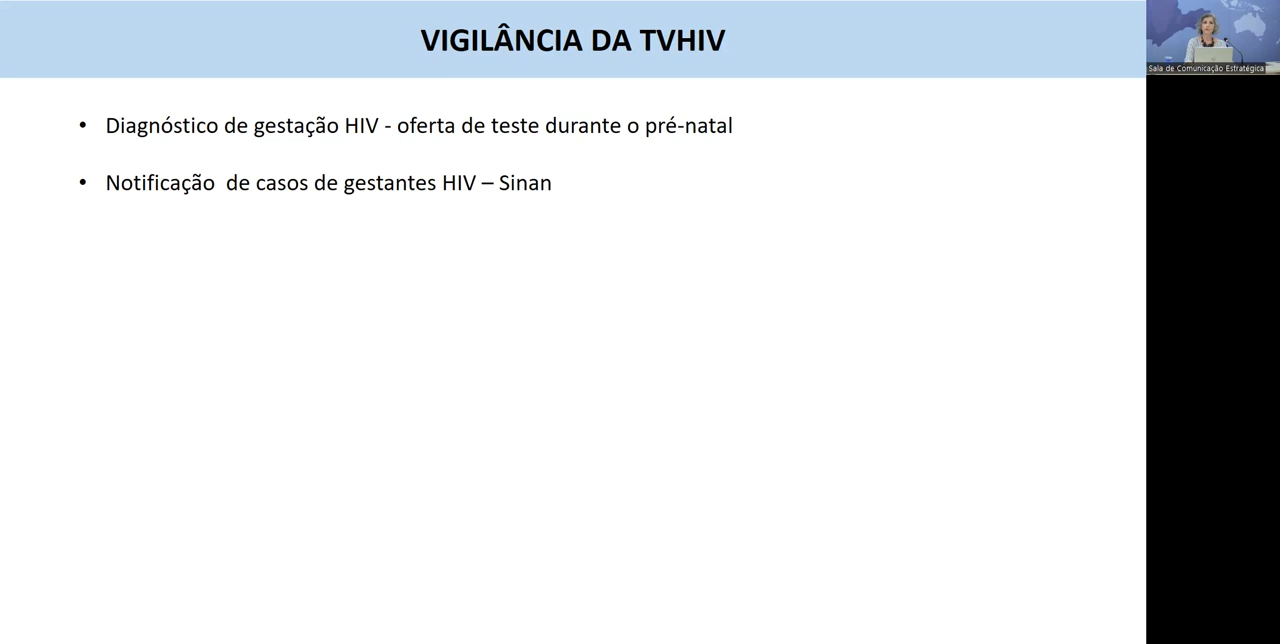 VIGILÂNCIA DA TVHIV
Sala de Comunicação Estratégica
• Diagnóstico de gestação HIV - oferta de teste durante o pré-natal
• Notificação  de casos de gestantes HIV – Sinan